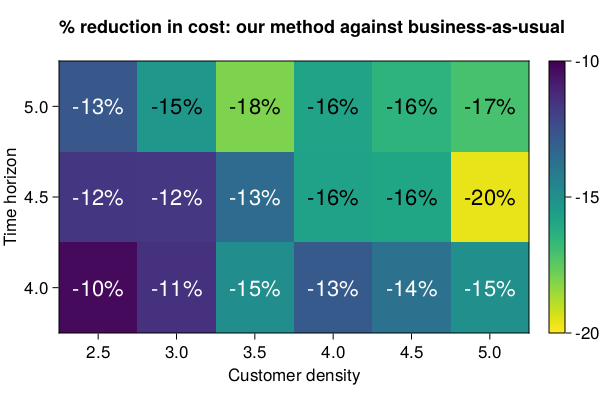 % reduction in cost: our method against business-as-usual
-10
5.0 -13% -15% -18% -16% -16% -17%
Time horizon
4.5 -12% -12% -13% -16% -16% -20%
-15
4.0 -10% -11% -15% -13% -14% -15%
-20
2.5 3.0 3.5 4.0 4.5 5.0
Customer density